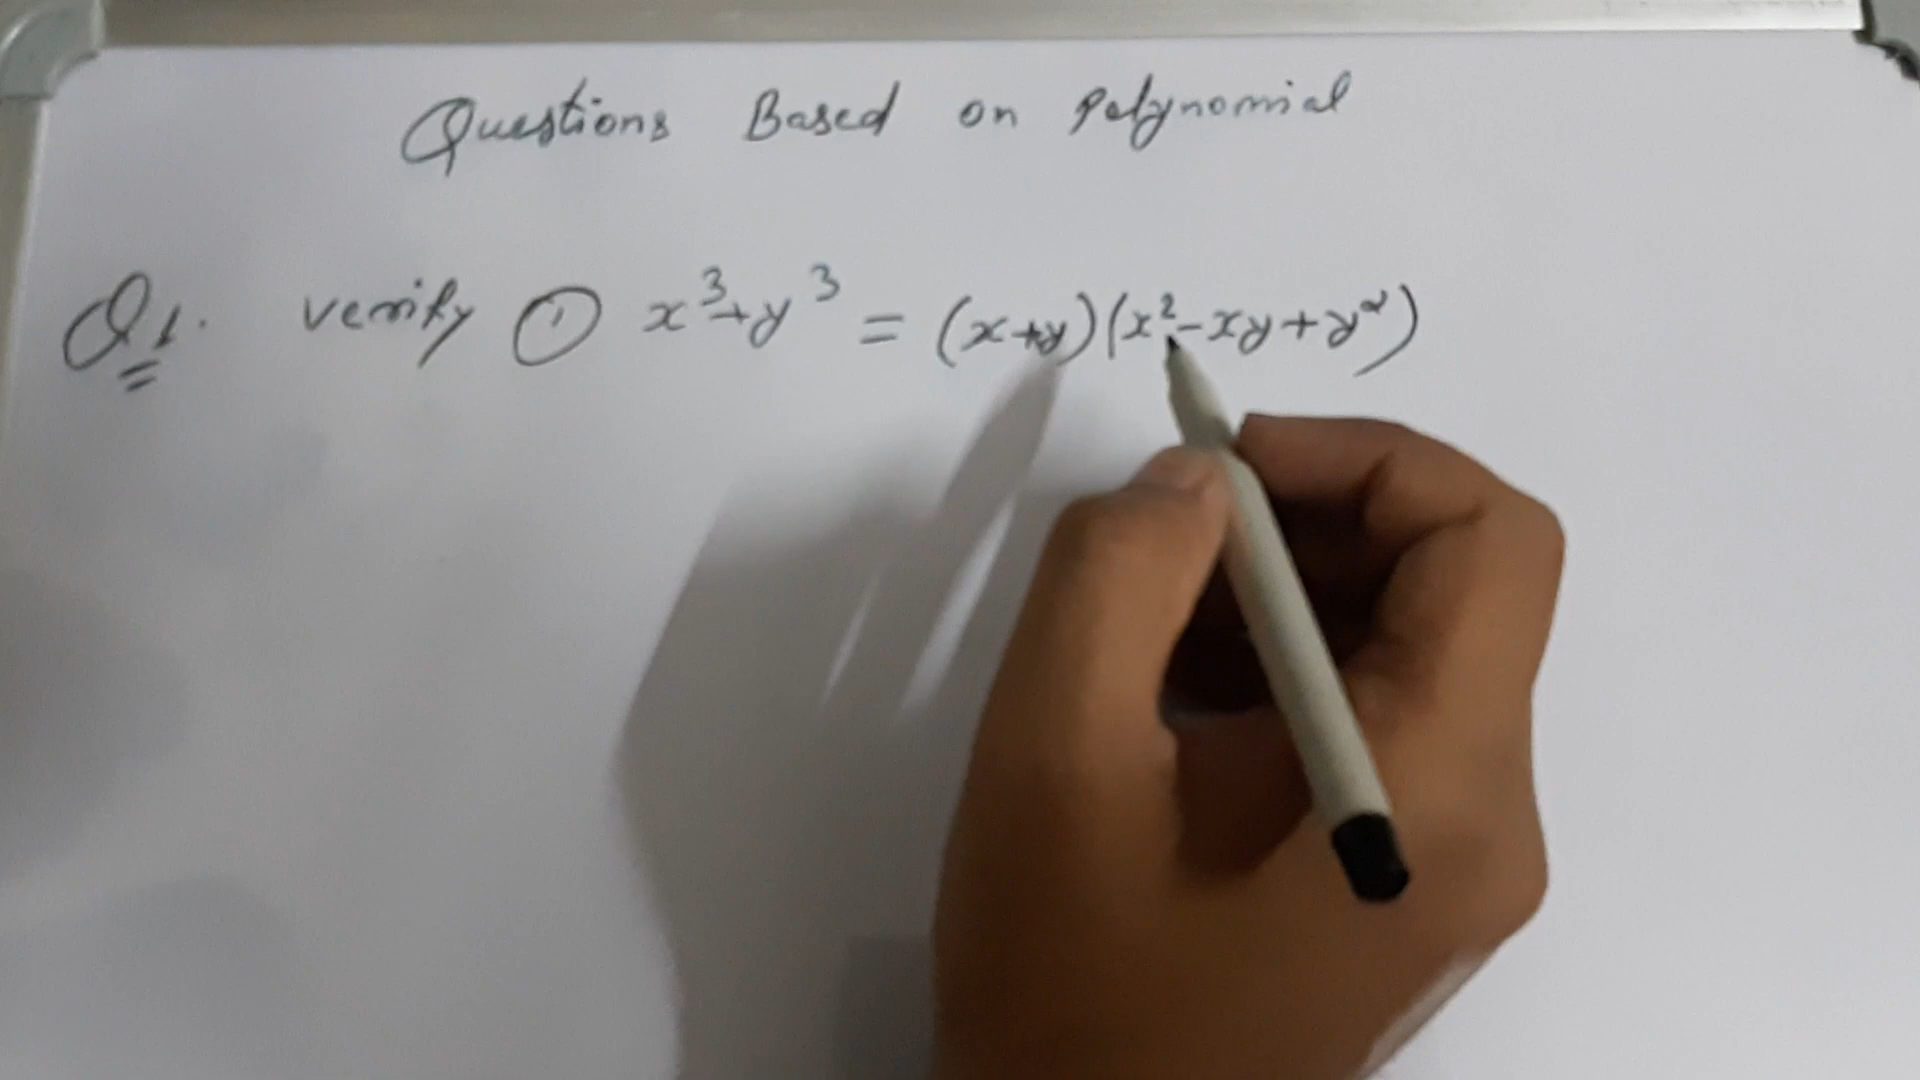 Questions Based on Polynomial
Q1. verify ① x³+y³ = (x+y)(x²-xy+y²)